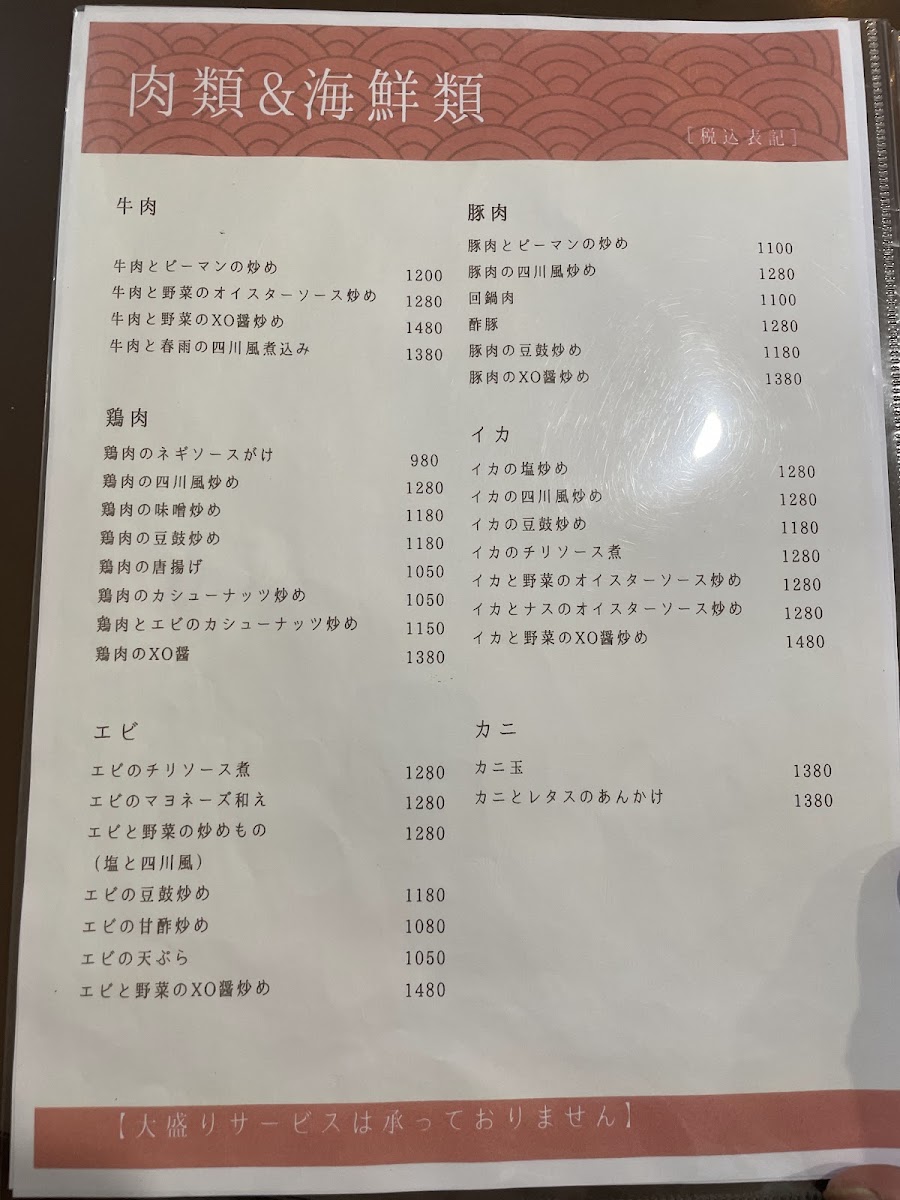 肉類&海鮮類
[税込表記]
牛肉
牛肉とピーマンの炒め 1200
牛肉と野菜のオイスターソース炒め 1280
牛肉と野菜のXO醤炒め 1480
牛肉と春雨の四川風煮込み 1380
鶏肉
鶏肉のネギソースがけ 980
鶏肉の四川風炒め 1280
鶏肉の味噌炒め 1180
鶏肉の豆鼓炒め 1180
鶏肉の唐揚げ 1050
鶏肉のカシューナッツ炒め 1050
鶏肉とエビのカシューナッツ炒め 1150
鶏肉のXO醤 1380
エビ
エビのチリソース煮 1280
エビのマヨネーズ和え 1280
エビと野菜の炒めもの 1280
(塩と四川風)
エビの豆鼓炒め 1180
エビの甘酢炒め 1080
エビの天ぷら 1050
エビと野菜のXO醤炒め 1480
豚肉
豚肉とピーマンの炒め 1100
豚肉の四川風炒め 1280
回鍋肉 1100
酢豚 1280
豚肉の豆鼓炒め 1180
豚肉のXO醤炒め 1380
イカ
イカの塩炒め 1280
イカの四川風炒め 1280
イカの豆鼓炒め 1180
イカのチリソース煮 1280
イカと野菜のオイスターソース炒め 1280
イカとナスのオイスターソース炒め 1280
イカと野菜のXO醤炒め 1480
カニ
カニ玉 1380
カニとレタスのあんかけ 1380
【大盛りサービスは承っておりません】